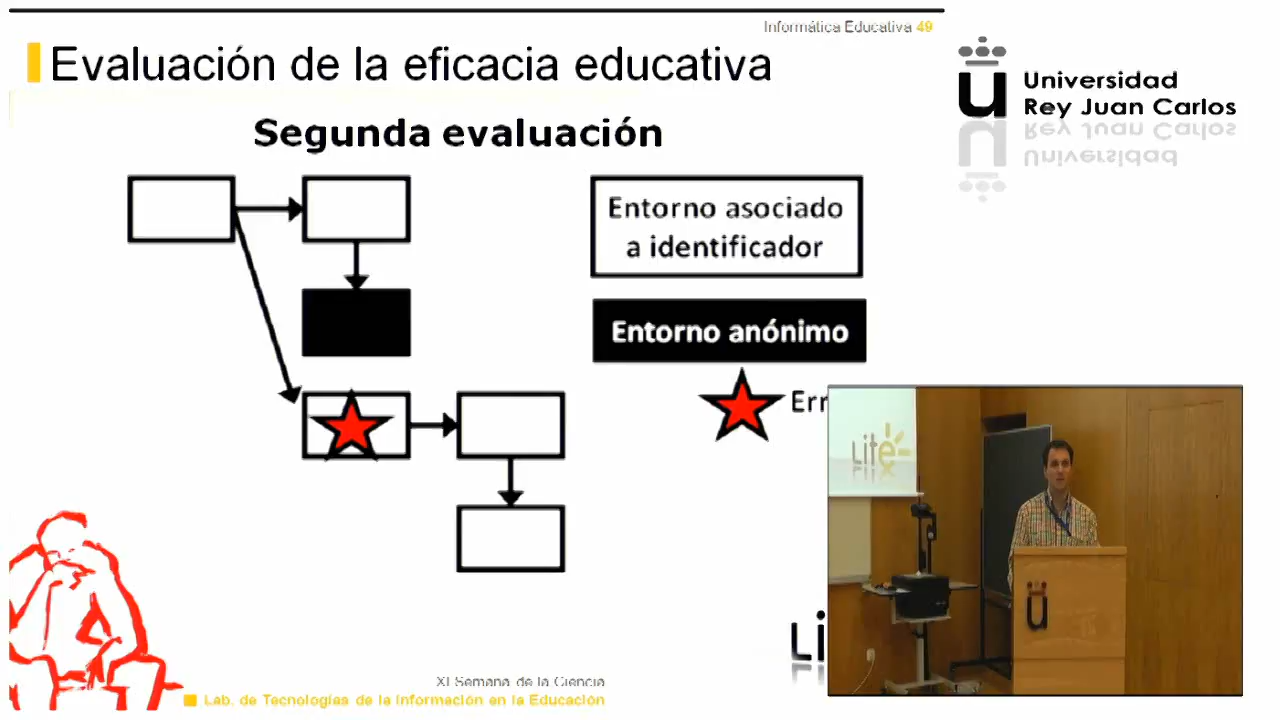 Informática Educativa 49
Evaluación de la eficacia educativa
Universidad
Rey Juan Carlos
Segunda evaluación
Entorno asociado
a identificador
Entorno anónimo
Lite
XI Semana de la Ciencia
Lab. de Tecnologías de la Información en la Educación